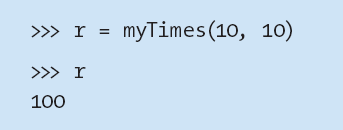 >>> r = myTimes(10, 10)
>>> r
100